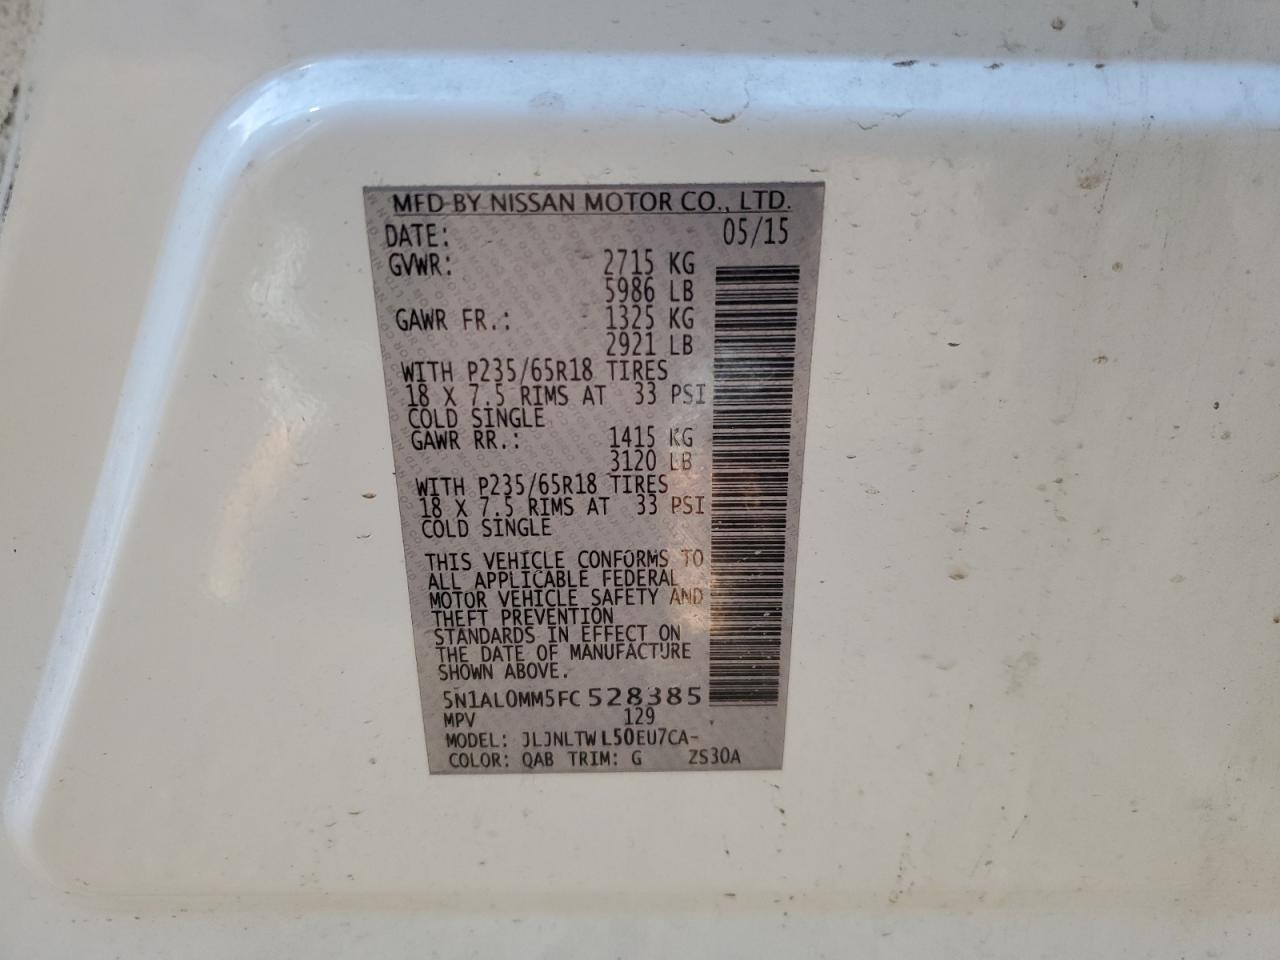 MFD BY NISSAN MOTOR CO., LTD.
DATE: 05/15
GVWR: 2715 KG
5986 LB
GAWR FR.: 1325 KG
2921 LB
WITH P235/65R18 TIRES
18 X 7.5 RIMS AT 33 PSI
COLD SINGLE
GAWR RR.: 1415 KG
3120 LB
WITH P235/65R18 TIRES
18 X 7.5 RIMS AT 33 PSI
COLD SINGLE
THIS VEHICLE CONFORMS TO
ALL APPLICABLE FEDERAL
MOTOR VEHICLE SAFETY AND
THEFT PREVENTION
STANDARDS IN EFFECT ON
THE DATE OF MANUFACTURE
SHOWN ABOVE.
5N1AL0MM5FC528385
MPV 129
MODEL: JLJNLTWL50EU7CA-
COLOR: QAB TRIM: G ZS30A